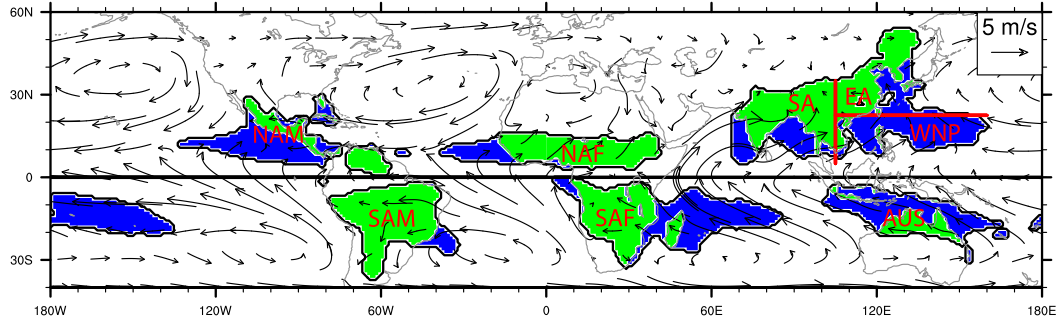 60N
5 m/s
30N
SA
EA
NAM
WNP
NAF
0
SAM
SAF
AUS
30S
180W
120W
60W
0
60E
120E
180E